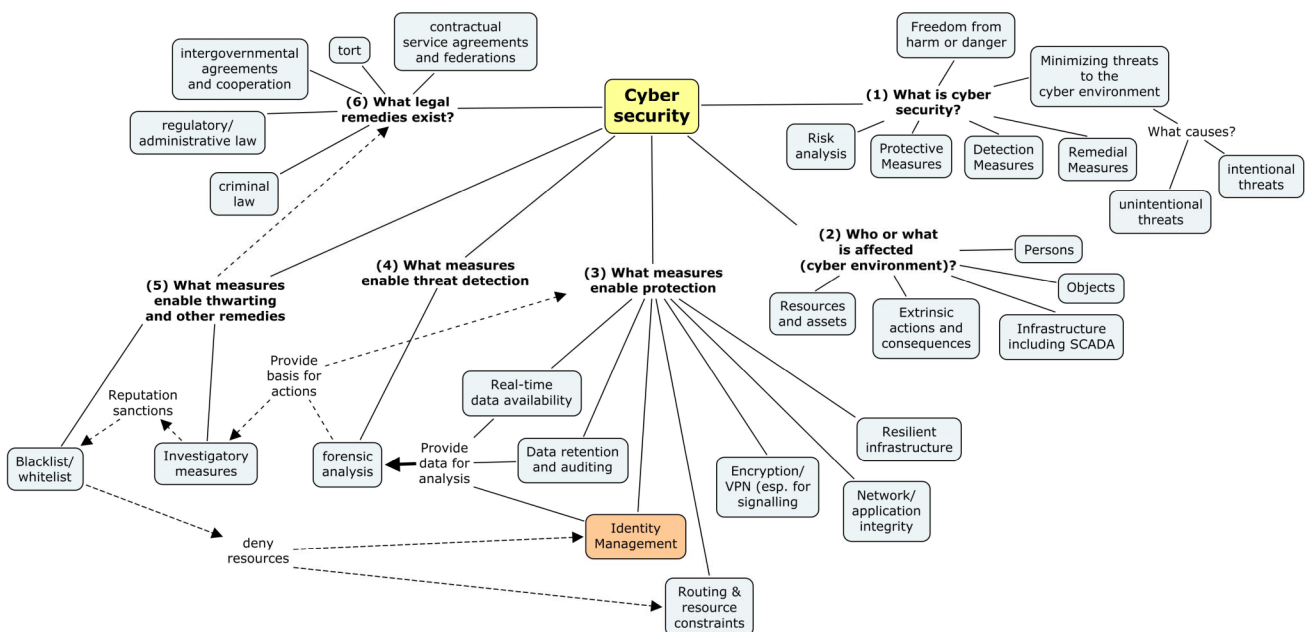 contractual
service agreements
and federations
tort
intergovernmental
agreements
and cooperation
(6) What legal
remedies exist?
regulatory/
administrative law
criminal
law
Cyber
security
Freedom from
harm or danger
Minimizing threats
to the
cyber environment
(1) What is cyber
security?
What causes?
Risk
analysis
Protective
Measures
Detection
Measures
Remedial
Measures
intentional
threats
unintentional
threats
(2) Who or what
is affected
(cyber environment)?
Persons
Objects
Resources
and assets
Extrinsic
actions and
consequences
Infrastructure
including SCADA
(5) What measures
enable thwarting
and other remedies
(4) What measures
enable threat detection
(3) What measures
enable protection
Provide
basis for
actions
Reputation
sanctions
Blacklist/
whitelist
Investigatory
measures
forensic
analysis
Provide
data for
analysis
Real-time
data availability
Data retention
and auditing
Identity
Management
Encryption/
VPN (esp. for
signalling
Resilient
infrastructure
Network/
application
integrity
deny
resources
Routing &
resource
constraints